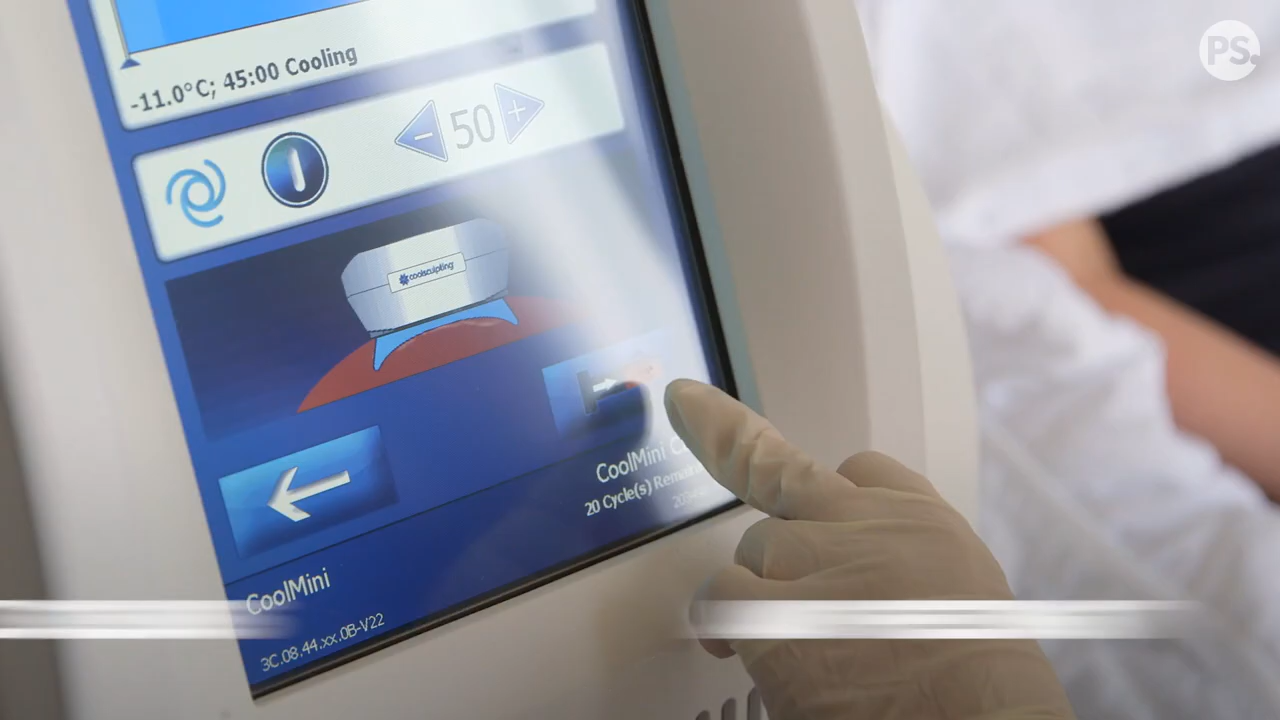 PS.
-11.0°C; 45:00 Cooling
50
coolsculpting
CoolMini
20 Cycle(s)
CoolMini
3C.08.44.xx.0B-V22